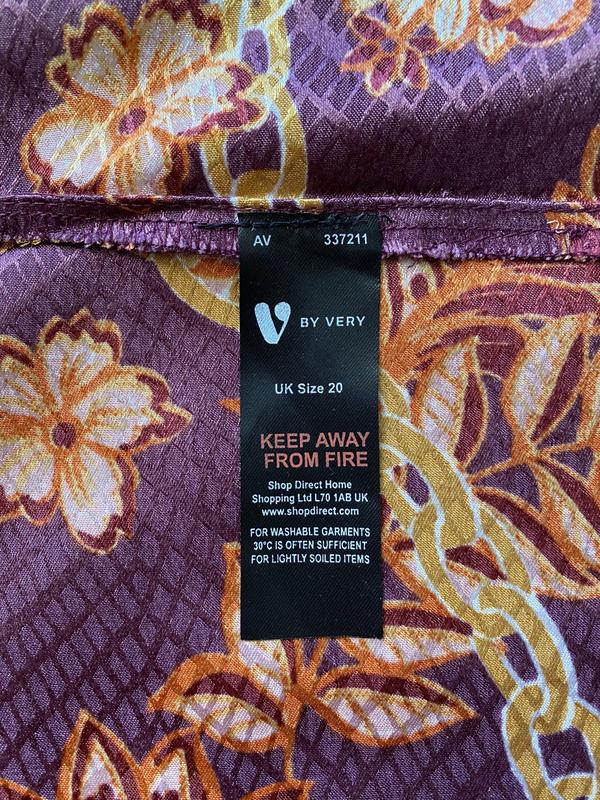 AV 337211
V BY VERY
UK Size 20
KEEP AWAY
FROM FIRE
Shop Direct Home
Shopping Ltd L70 1AB UK
www.shopdirect.com
FOR WASHABLE GARMENTS
30°C IS OFTEN SUFFICIENT
FOR LIGHTLY SOILED ITEMS